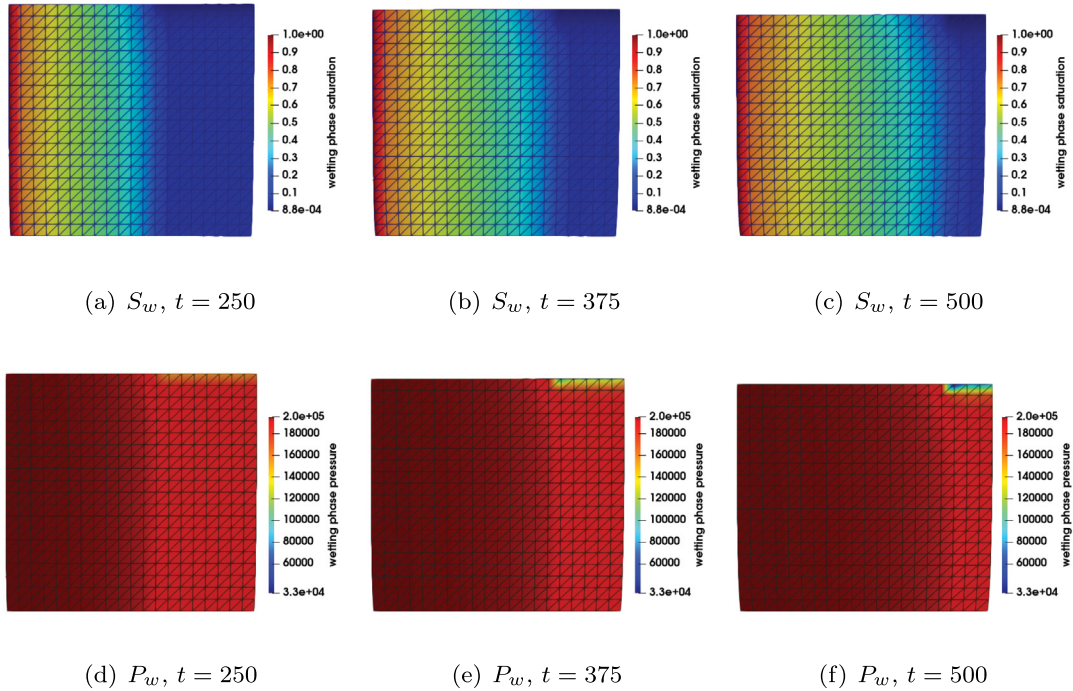 1.0e+00
0.9
0.8
0.7
0.6
0.5
0.4
0.3
0.2
0.1
8.8e-04
wetting phase saturation
1.0e+00
0.9
0.8
0.7
0.6
0.5
0.4
0.3
0.2
0.1
8.8e-04
wetting phase saturation
1.0e+00
0.9
0.8
0.7
0.6
0.5
0.4
0.3
0.2
0.1
8.8e-04
wetting phase saturation
(a) S_w, t = 250
(b) S_w, t = 375
(c) S_w, t = 500
2.0e+05
180000
160000
140000
120000
100000
80000
60000
3.3e+04
wetting phase pressure
2.0e+05
180000
160000
140000
120000
100000
80000
60000
3.3e+04
wetting phase pressure
2.0e+05
180000
160000
140000
120000
100000
80000
60000
3.3e+04
wetting phase pressure
(d) P_w, t = 250
(e) P_w, t = 375
(f) P_w, t = 500